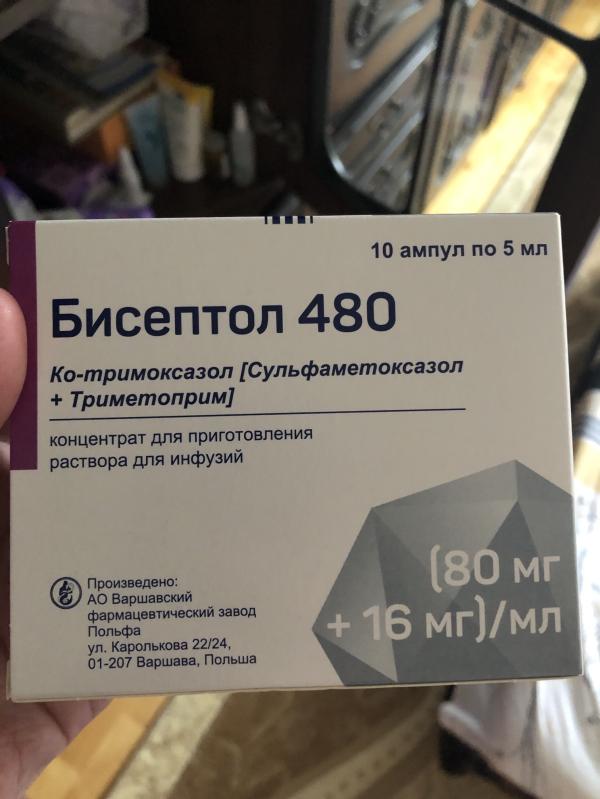 10 ампул по 5 мл
Бисептол 480
Ко-тримоксазол [Сульфаметоксазол
+ Триметоприм]
концентрат для приготовления
раствора для инфузий
(80 мг
+ 16 мг)/мл
Произведено:
АО Варшавский
фармацевтический завод
Польфа
ул. Каролькова 22/24,
01-207 Варшава, Польша